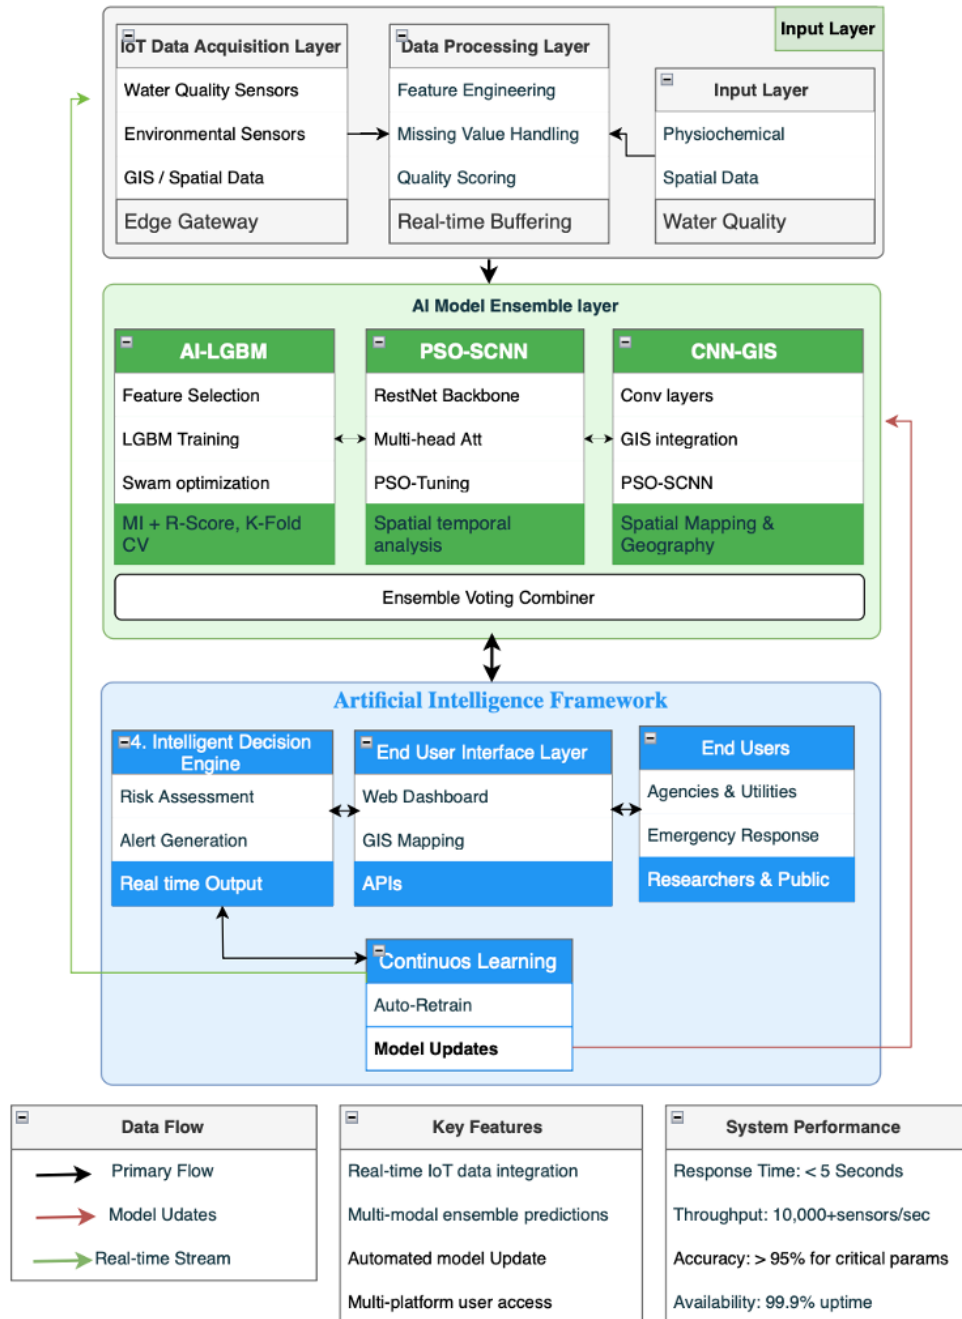 Input Layer
IoT Data Acquisition Layer
Water Quality Sensors
Environmental Sensors
GIS / Spatial Data
Edge Gateway
Data Processing Layer
Feature Engineering
Missing Value Handling
Quality Scoring
Real-time Buffering
Input Layer
Physiochemical
Spatial Data
Water Quality
AI Model Ensemble layer
AI-LGBM
Feature Selection
LGBM Training
Swam optimization
MI + R-Score, K-Fold
CV
PSO-SCNN
RestNet Backbone
Multi-head Att
PSO-Tuning
Spatial temporal
analysis
CNN-GIS
Conv layers
GIS integration
PSO-SCNN
Spatial Mapping &
Geography
Ensemble Voting Combiner
Artificial Intelligence Framework
4. Intelligent Decision
Engine
Risk Assessment
Alert Generation
Real time Output
End User Interface Layer
Web Dashboard
GIS Mapping
APIs
End Users
Agencies & Utilities
Emergency Response
Researchers & Public
Continuos Learning
Auto-Retrain
Model Updates
Data Flow
Primary Flow
Model Udates
Real-time Stream
Key Features
Real-time IoT data integration
Multi-modal ensemble predictions
Automated model Update
Multi-platform user access
System Performance
Response Time: < 5 Seconds
Throughput: 10,000+sensors/sec
Accuracy: > 95% for critical params
Availability: 99.9% uptime